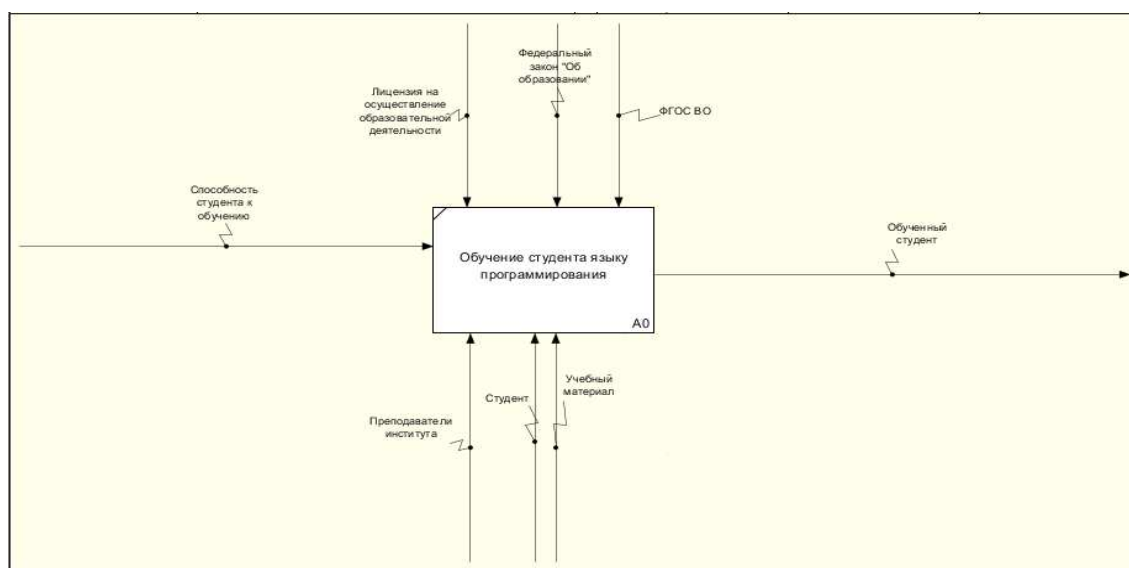 Федеральный
закон "Об
образовании"
Лицензия на
осуществление
образовательной
деятельности
ФГОС ВО
Способность
студента к
обучению
Обученный
студент
Обучение студента языку
программирования
A0
Учебный
материал
Студент
Преподаватели
института